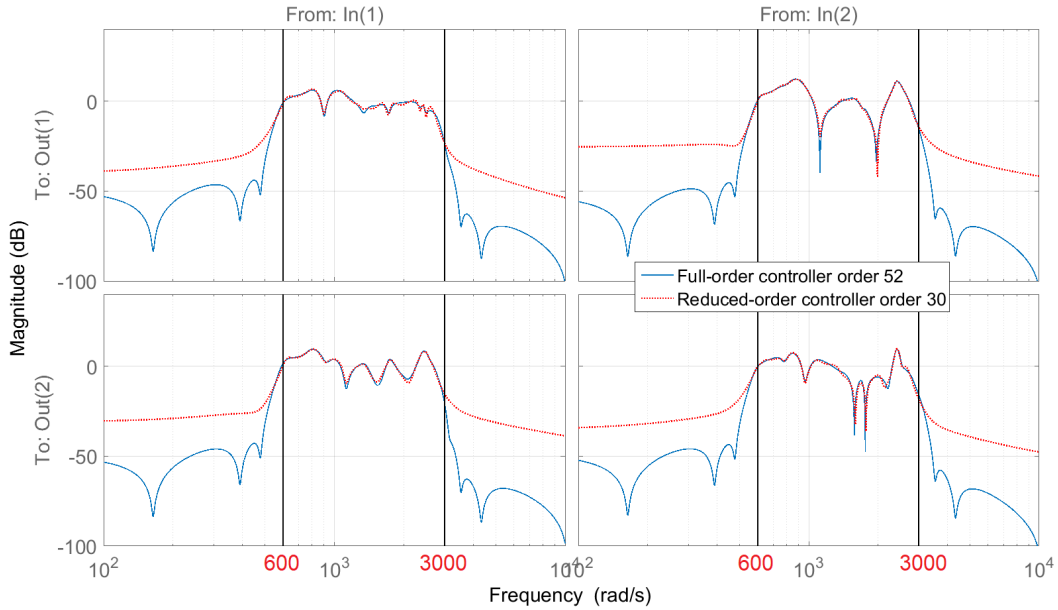 From: In(1)
From: In(2)
To: Out(1)
0
-50
-100
Full-order controller order 52
Reduced-order controller order 30
Magnitude (dB)
To: Out(2)
0
-50
-100
10^2
600
10^3
3000
600
10^3
3000
10^4
Frequency (rad/s)